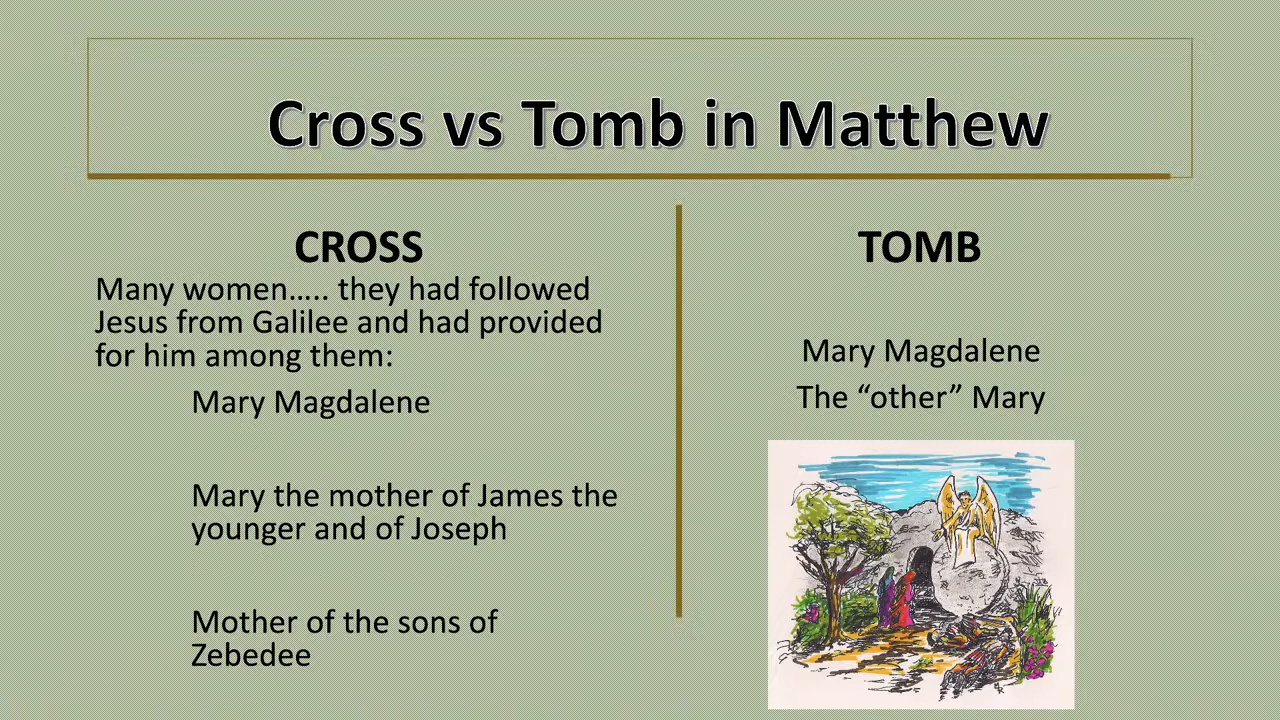 Cross vs Tomb in Matthew
CROSS
Many women….. they had followed
Jesus from Galilee and had provided
for him among them:
Mary Magdalene
Mary the mother of James the
younger and of Joseph
Mother of the sons of
Zebedee
TOMB
Mary Magdalene
The “other” Mary